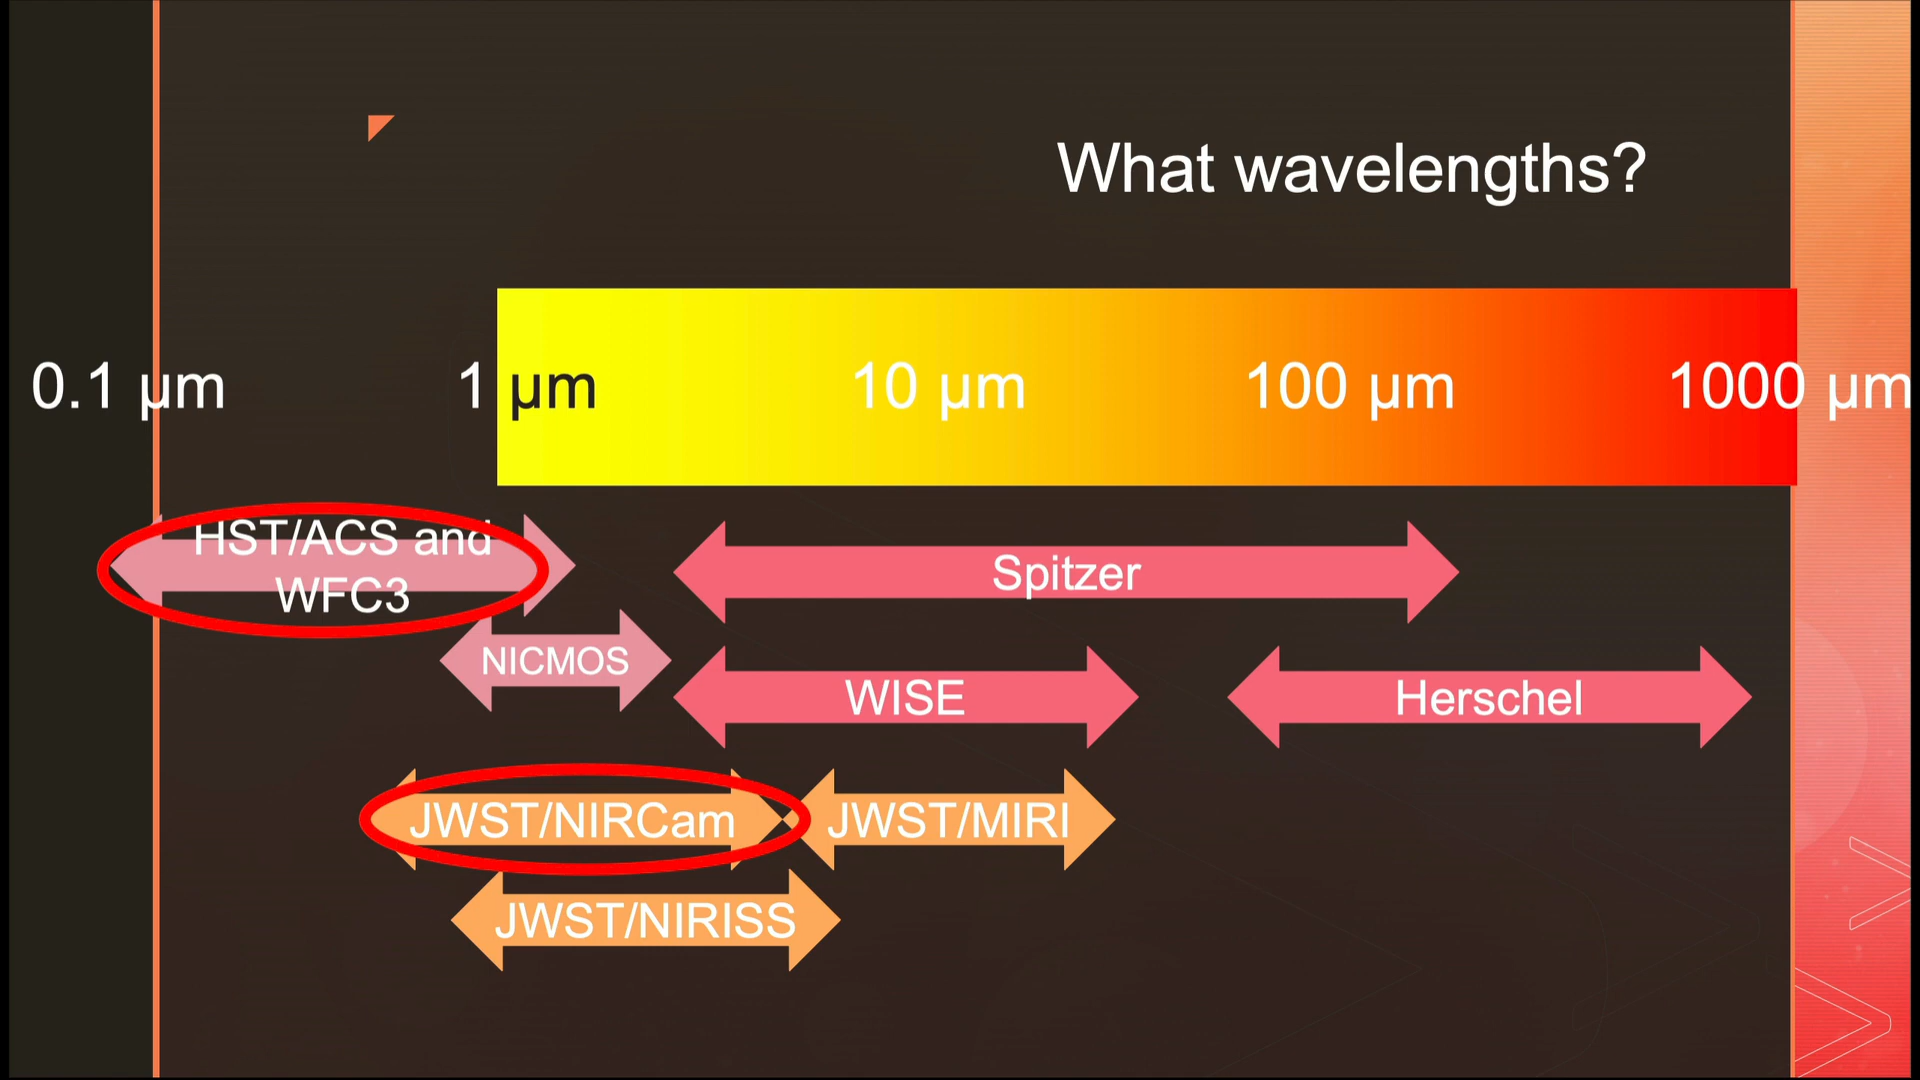 What wavelengths?
0.1 µm
1 µm
10 µm
100 µm
1000 µm
HST/ACS and
WFC3
Spitzer
NICMOS
WISE
Herschel
JWST/NIRCam
JWST/MIRI
JWST/NIRISS